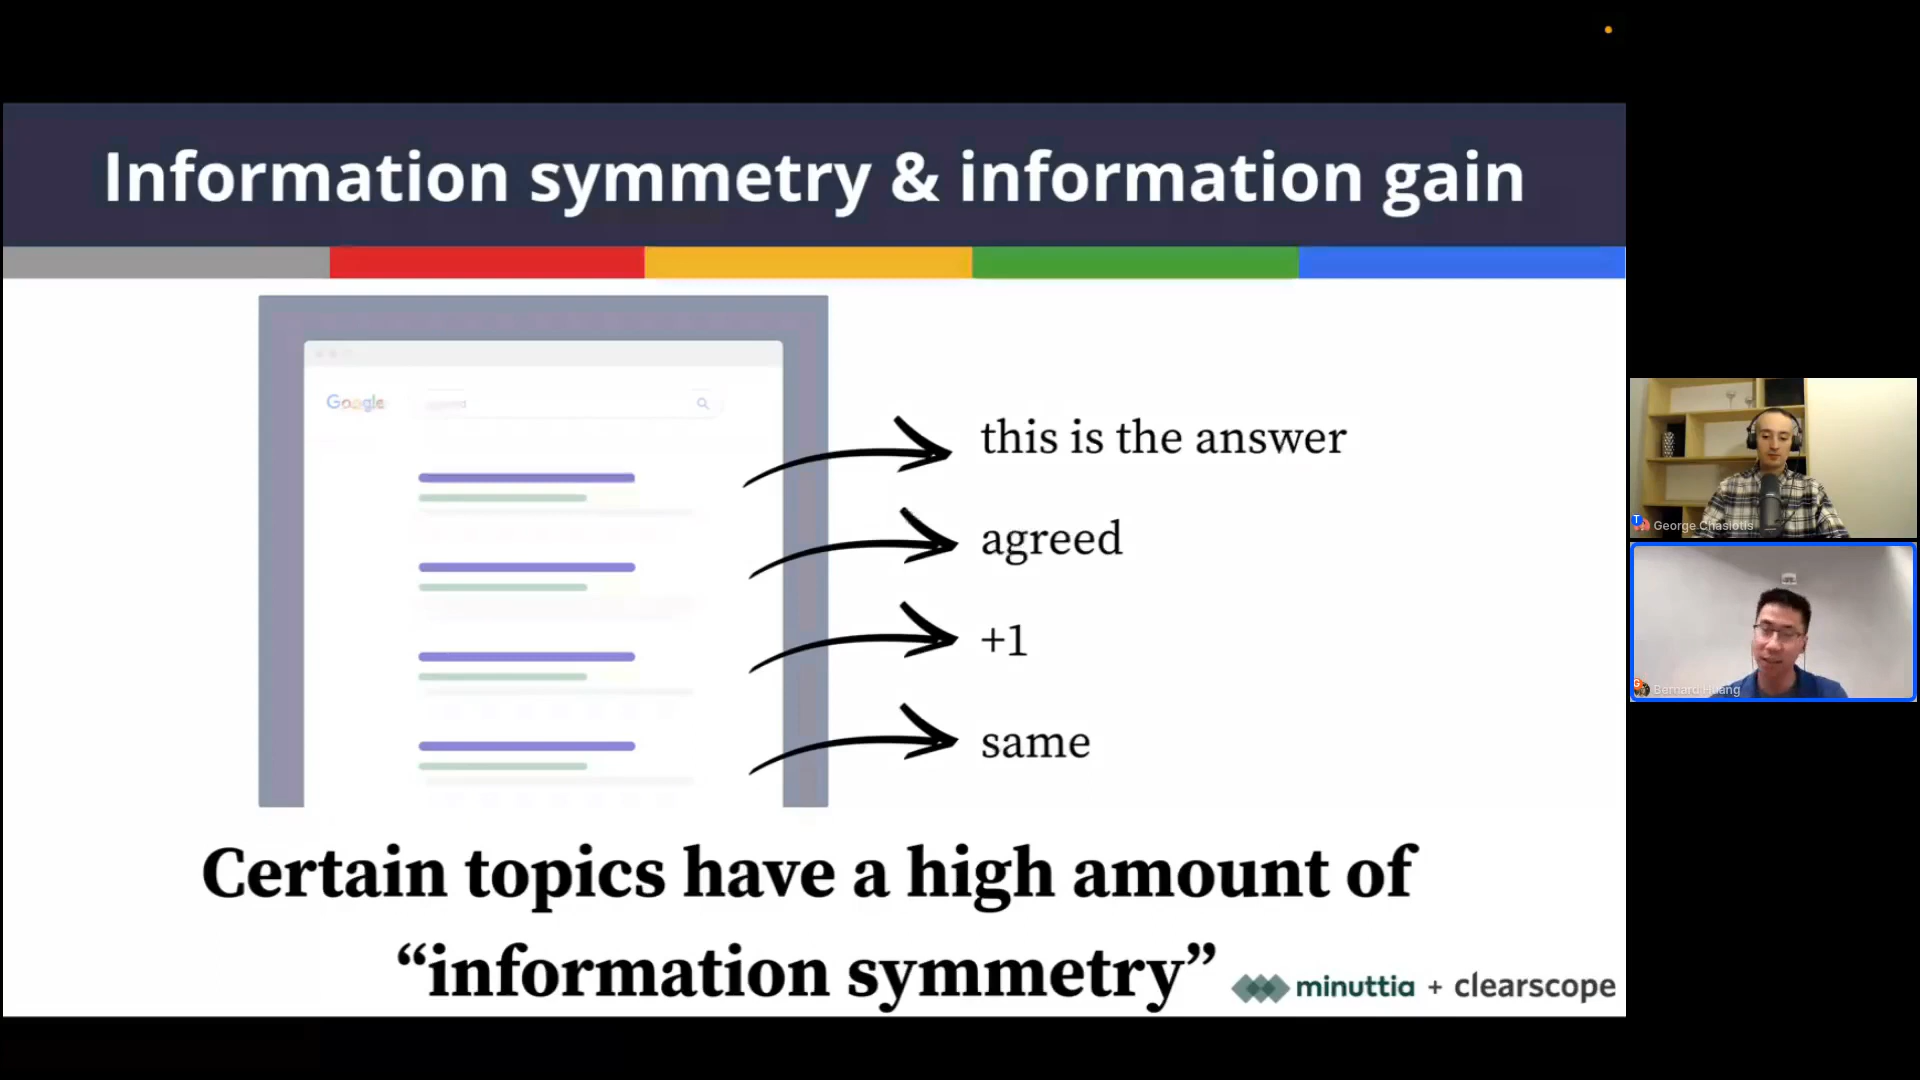 Information symmetry & information gain
Google
this is the answer
agreed
+1
same
Certain topics have a high amount of
“information symmetry”
minuttia + clearscope
George Chasiotis
Bernard Huang